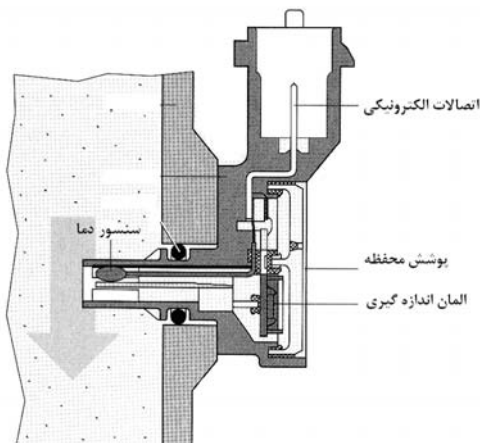 اتصالات الکترونیکی
سنسور دما
پوشش محفظه
المان اندازه گیری